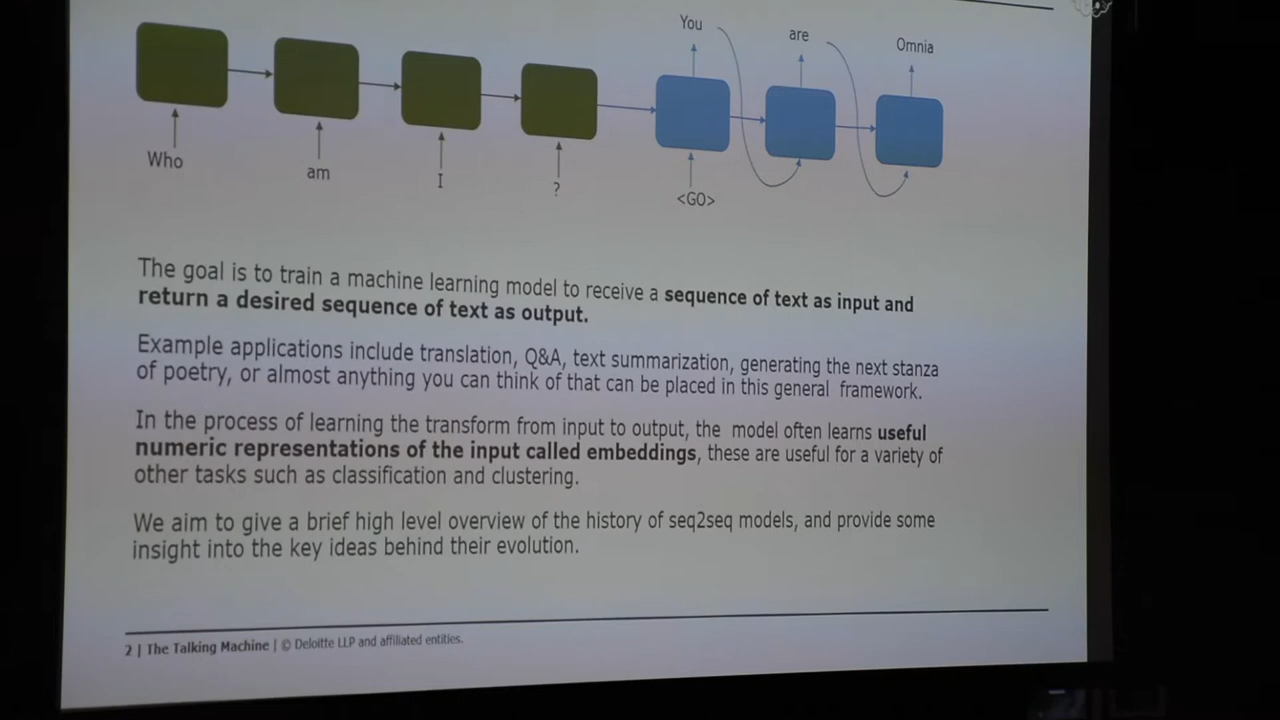 You
are
Omnia
Who
am
I
?
<GO>
The goal is to train a machine learning model to receive a sequence of text as input and
return a desired sequence of text as output.
Example applications include translation, Q&A, text summarization, generating the next stanza
of poetry, or almost anything you can think of that can be placed in this general framework.
In the process of learning the transform from input to output, the model often learns useful
numeric representations of the input called embeddings, these are useful for a variety of
other tasks such as classification and clustering.
We aim to give a brief high level overview of the history of seq2seq models, and provide some
insight into the key ideas behind their evolution.
2 | The Talking Machine | © Deloitte LLP and affiliated entities.